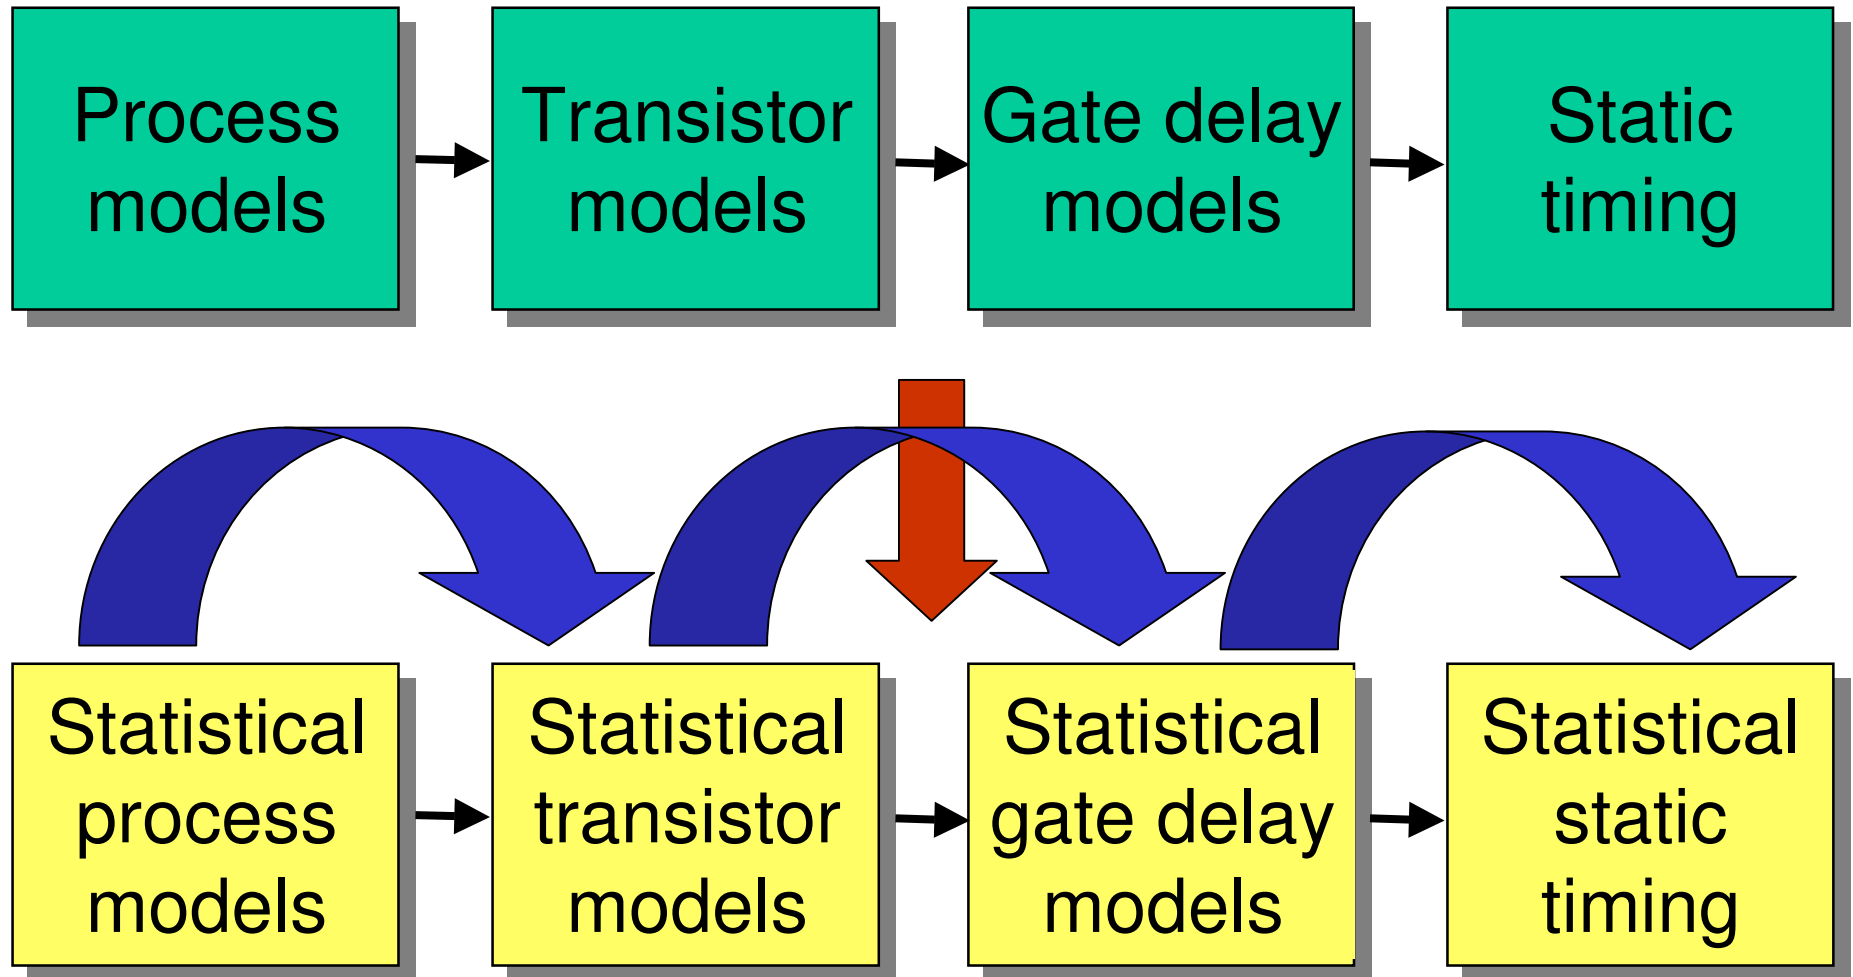 Process
models
Transistor
models
Gate delay
models
Static
timing
Statistical
process
models
Statistical
transistor
models
Statistical
gate delay
models
Statistical
static
timing